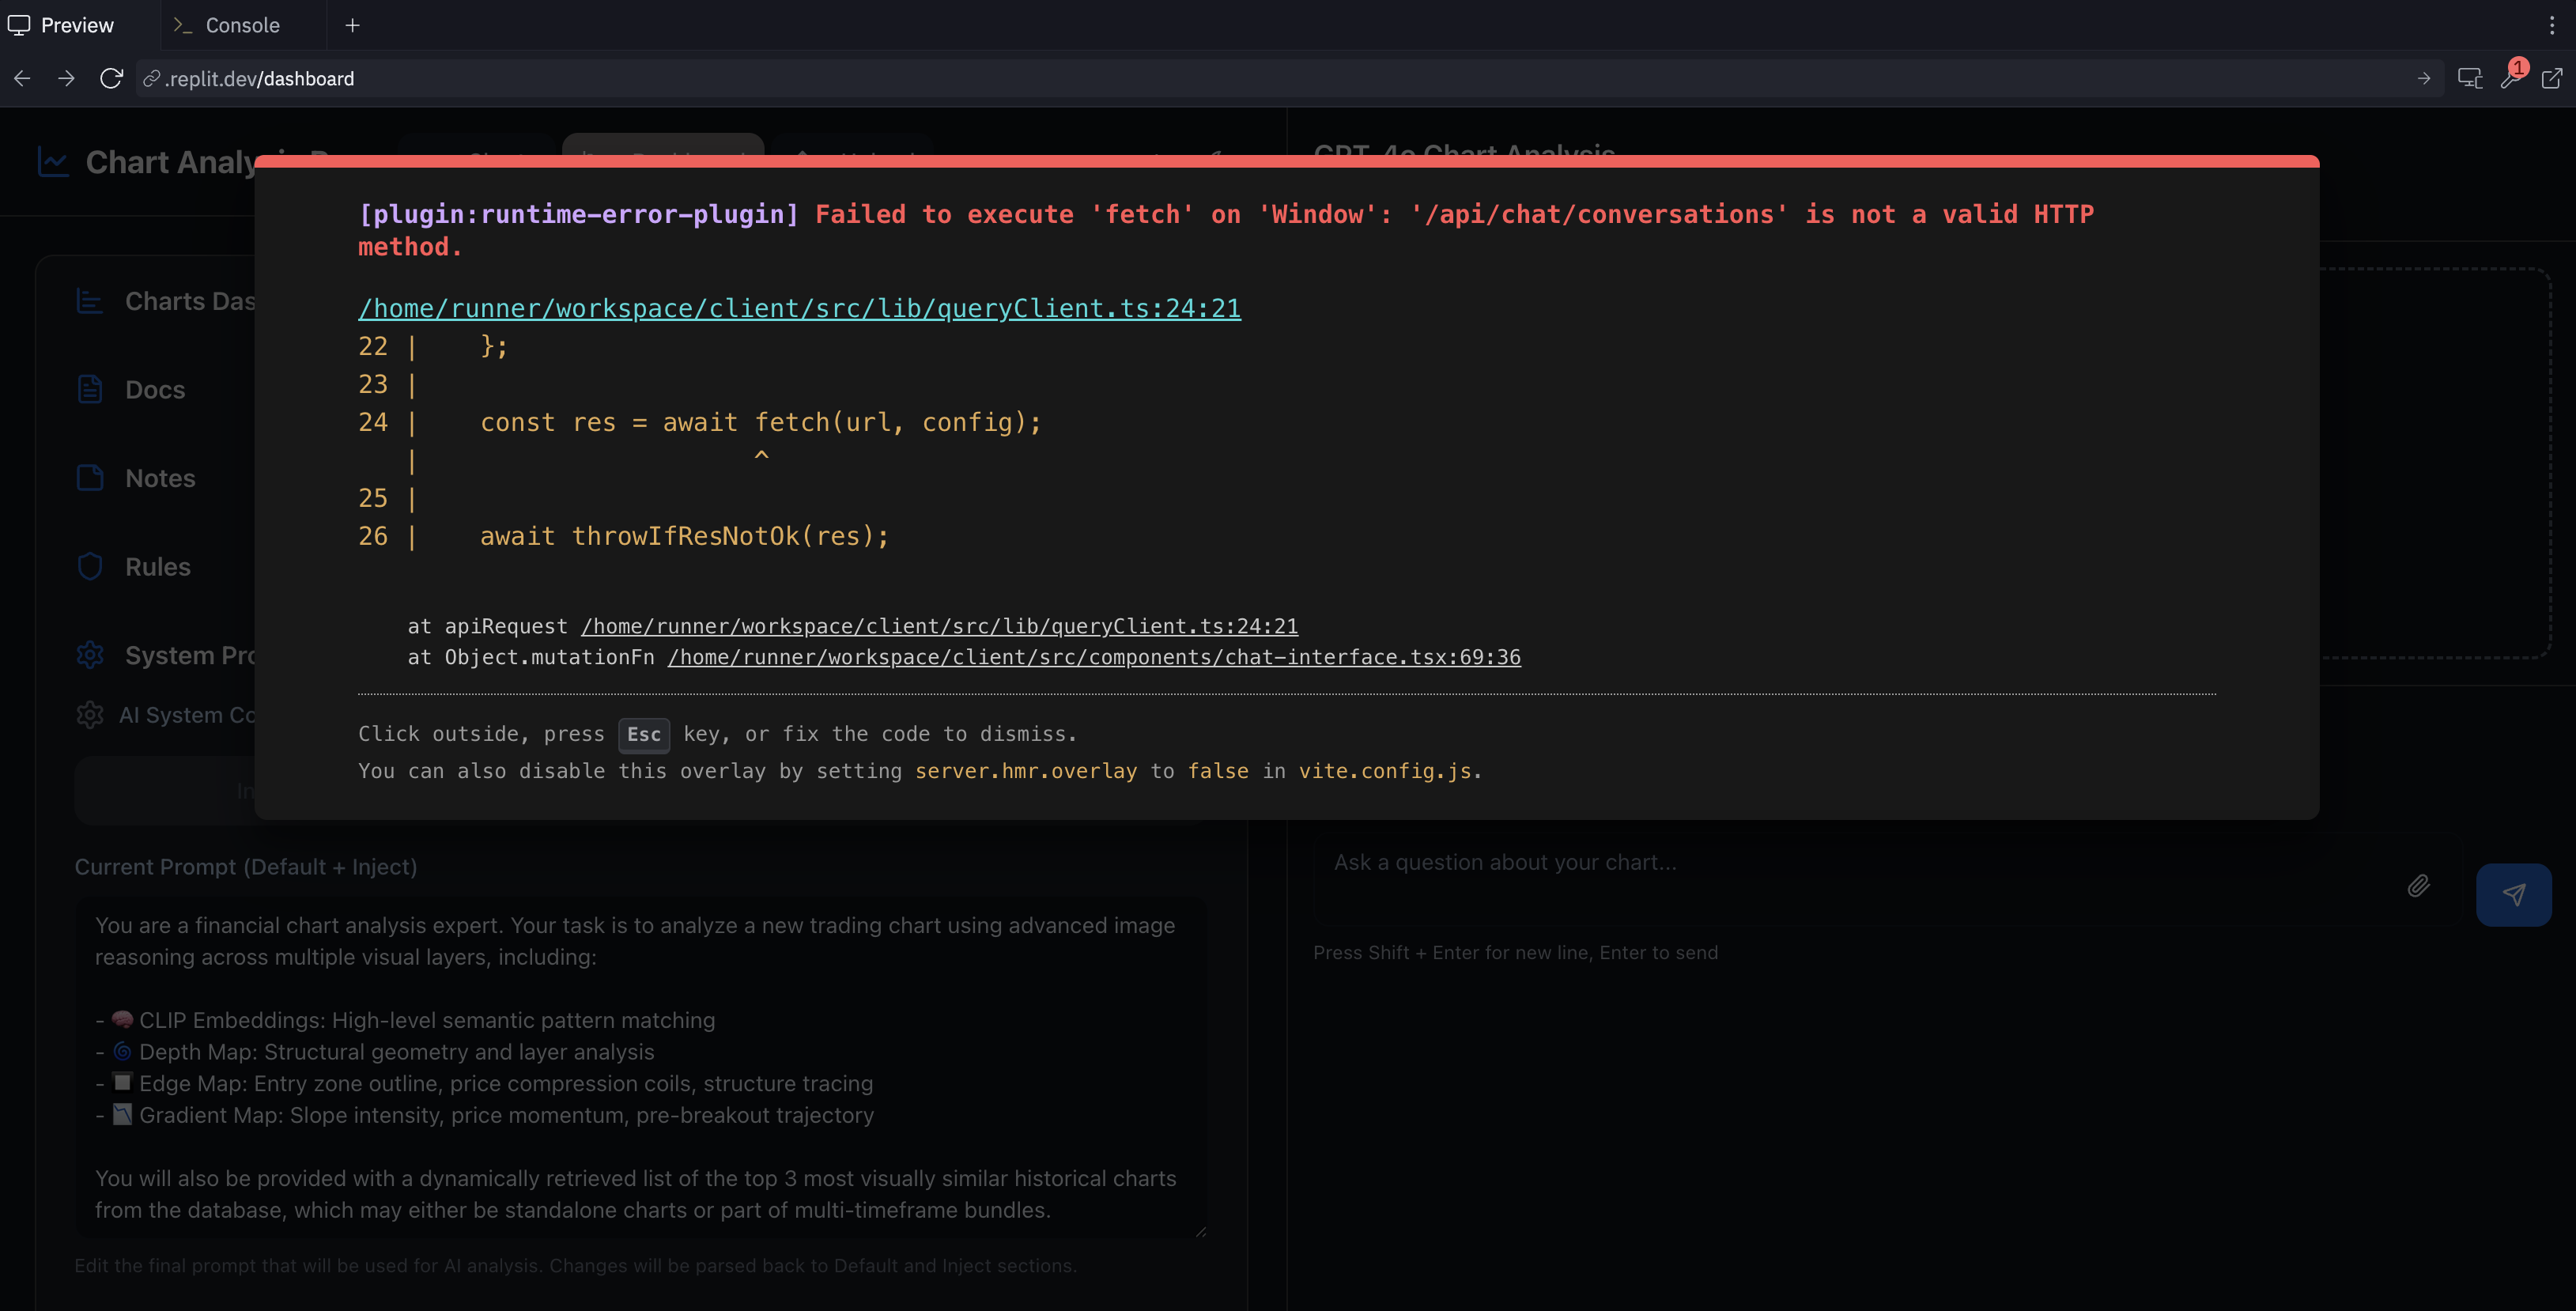 Preview
Console
1
.replit.dev/dashboard
Chart Analy
GPT-4o Chart Analysis
[plugin:runtime-error-plugin] Failed to execute 'fetch' on 'Window': '/api/chat/conversations' is not a valid HTTP
method.
/home/runner/workspace/client/src/lib/queryClient.ts:24:21
22 | };
23 |
24 | const res = await fetch(url, config);
| ^
25 |
26 | await throwIfResNotOk(res);
at apiRequest /home/runner/workspace/client/src/lib/queryClient.ts:24:21
at Object.mutationFn /home/runner/workspace/client/src/components/chat-interface.tsx:69:36
Click outside, press Esc key, or fix the code to dismiss.
You can also disable this overlay by setting server.hmr.overlay to false in vite.config.js.
Charts Das
Docs
Notes
Rules
System Pro
AI System Co
In
Current Prompt (Default + Inject)
You are a financial chart analysis expert. Your task is to analyze a new trading chart using advanced image
reasoning across multiple visual layers, including:
- 🧠 CLIP Embeddings: High-level semantic pattern matching
- 🌀 Depth Map: Structural geometry and layer analysis
- 🔲 Edge Map: Entry zone outline, price compression coils, structure tracing
- 📉 Gradient Map: Slope intensity, price momentum, pre-breakout trajectory
You will also be provided with a dynamically retrieved list of the top 3 most visually similar historical charts
from the database, which may either be standalone charts or part of multi-timeframe bundles.
Edit the final prompt that will be used for AI analysis. Changes will be parsed back to Default and Inject sections.
Ask a question about your chart...
Press Shift + Enter for new line, Enter to send